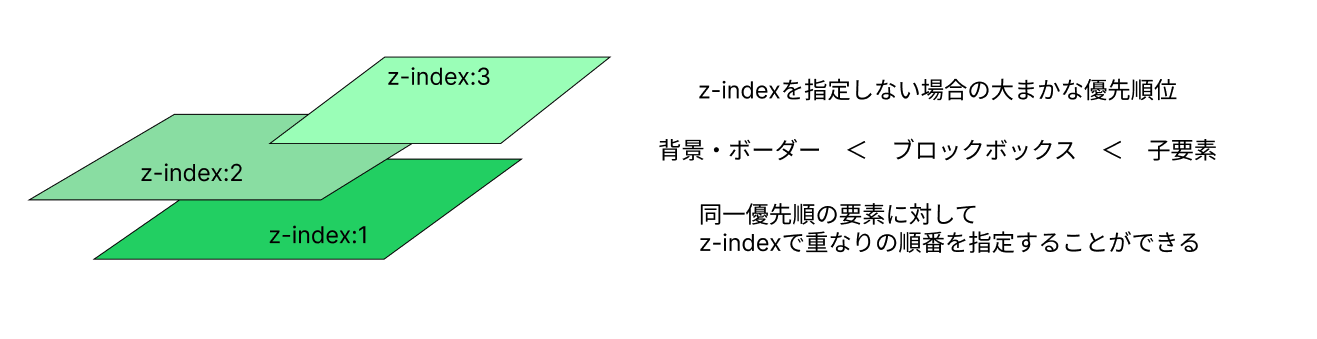 z-index:3
z-index:2
z-index:1
z-indexを指定しない場合の大まかな優先順位
背景・ボーダー　＜　ブロックボックス　＜　子要素
同一優先順の要素に対して
z-indexで重なりの順番を指定することができる